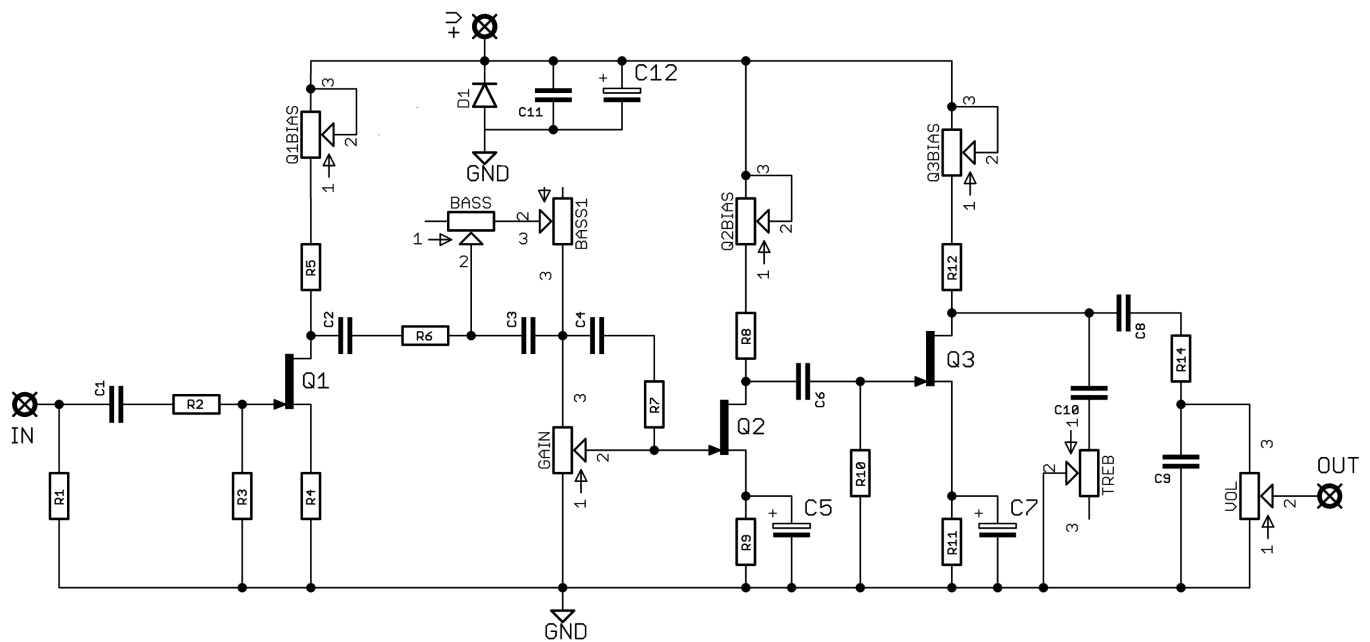 +V
C12
D1
C11
GND
3
Q1BIAS
2
1
3
Q3BIAS
2
1
BASS
1
2
2
3
BASS1
3
3
Q2BIAS
2
1
R5
R12
C2
R6
C3
C4
R8
Q3
C8
R14
Q1
C1
R2
IN
R7
3
GAIN
2
1
Q2
C6
C10
1
2
TREB
3
R1
R3
R4
R10
C9
3
VOL
2
1
OUT
R9
C5
+
R11
C7
+
+
GND